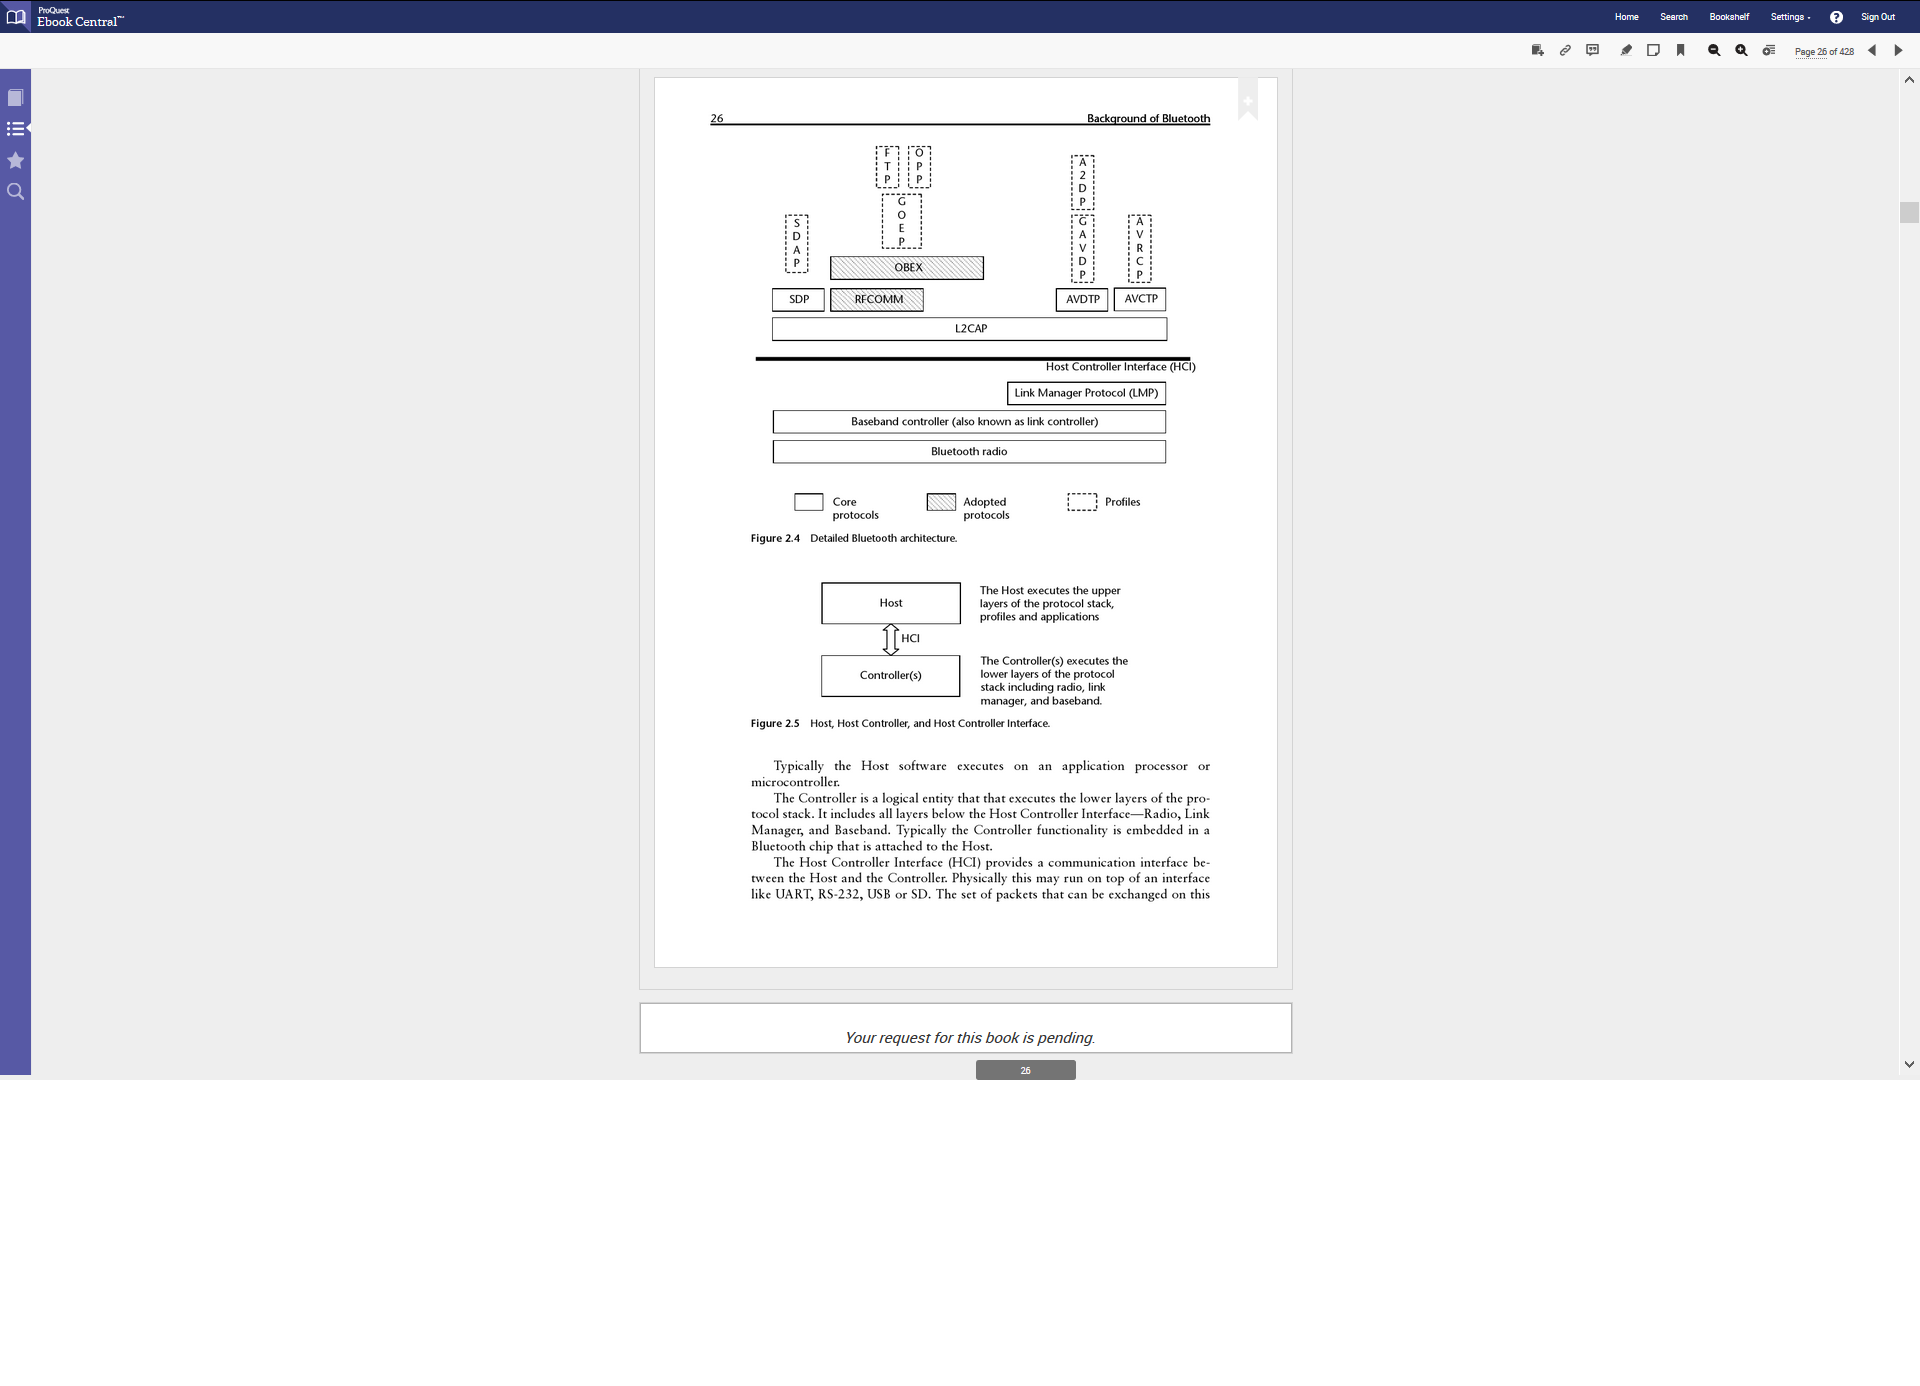 ProQuest
Ebook Central™
Home Search Bookshelf Settings ? Sign Out
Page 26 of 428
26 Background of Bluetooth
FTP OPP
A2DP
GOEP
SDAP
GAVDP AVRCP
OBEX
SDP RFCOMM AVDTP AVCTP
L2CAP
Host Controller Interface (HCI)
Link Manager Protocol (LMP)
Baseband controller (also known as link controller)
Bluetooth radio
Core
protocols
Adopted
protocols
Profiles
Figure 2.4 Detailed Bluetooth architecture.
Host
The Host executes the upper
layers of the protocol stack,
profiles and applications
HCI
Controller(s)
The Controller(s) executes the
lower layers of the protocol
stack including radio, link
manager, and baseband.
Figure 2.5 Host, Host Controller, and Host Controller Interface.
Typically the Host software executes on an application processor or
microcontroller.
The Controller is a logical entity that that executes the lower layers of the pro-
tocol stack. It includes all layers below the Host Controller Interface—Radio, Link
Manager, and Baseband. Typically the Controller functionality is embedded in a
Bluetooth chip that is attached to the Host.
The Host Controller Interface (HCI) provides a communication interface be-
tween the Host and the Controller. Physically this may run on top of an interface
like UART, RS-232, USB or SD. The set of packets that can be exchanged on this
Your request for this book is pending.
26